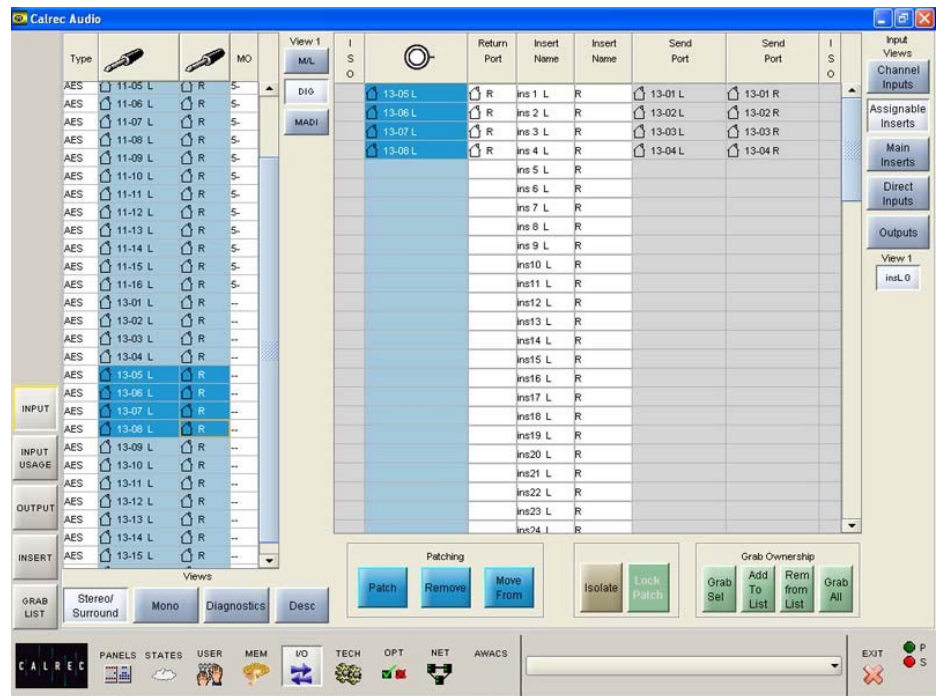 Calrec Audio
Type MO
View 1
M/L
DIG
MADI
I S O
Return Port
Insert Name
Insert Name
Send Port
Send Port
I S O
Input Views
Channel Inputs
Assignable Inserts
Main Inserts
Direct Inputs
Outputs
View 1
insL 0
AES 11-05 L R 5-
AES 11-06 L R 5-
AES 11-07 L R 5-
AES 11-08 L R 5-
AES 11-09 L R 5-
AES 11-10 L R 5-
AES 11-11 L R 5-
AES 11-12 L R 5-
AES 11-13 L R 5-
AES 11-14 L R 5-
AES 11-15 L R 5-
AES 11-16 L R 5-
AES 13-01 L R --
AES 13-02 L R --
AES 13-03 L R --
AES 13-04 L R --
AES 13-05 L R --
AES 13-06 L R --
AES 13-07 L R --
AES 13-08 L R --
AES 13-09 L R --
AES 13-10 L R --
AES 13-11 L R --
AES 13-12 L R --
AES 13-13 L R --
AES 13-14 L R --
AES 13-15 L R --
13-05 L R ins 1 L R 13-01 L 13-01 R
13-06 L R ins 2 L R 13-02 L 13-02 R
13-07 L R ins 3 L R 13-03 L 13-03 R
13-08 L R ins 4 L R 13-04 L 13-04 R
ins 5 L R
ins 6 L R
ins 7 L R
ins 8 L R
ins 9 L R
ins10 L R
ins11 L R
ins12 L R
ins13 L R
ins14 L R
ins15 L R
ins16 L R
ins17 L R
ins18 L R
ins19 L R
ins20 L R
ins21 L R
ins22 L R
ins23 L R
ins24 L R
INPUT
INPUT USAGE
OUTPUT
INSERT
GRAB LIST
Views
Stereo/ Surround
Mono
Diagnostics
Desc
Patching
Patch
Remove
Move From
Isolate
Lock Patch
Grab Ownership
Grab Sel
Add To List
Rem from List
Grab All
CALREC
PANELS STATES USER MEM I/O TECH OPT NET AWACS
EXIT
P
S